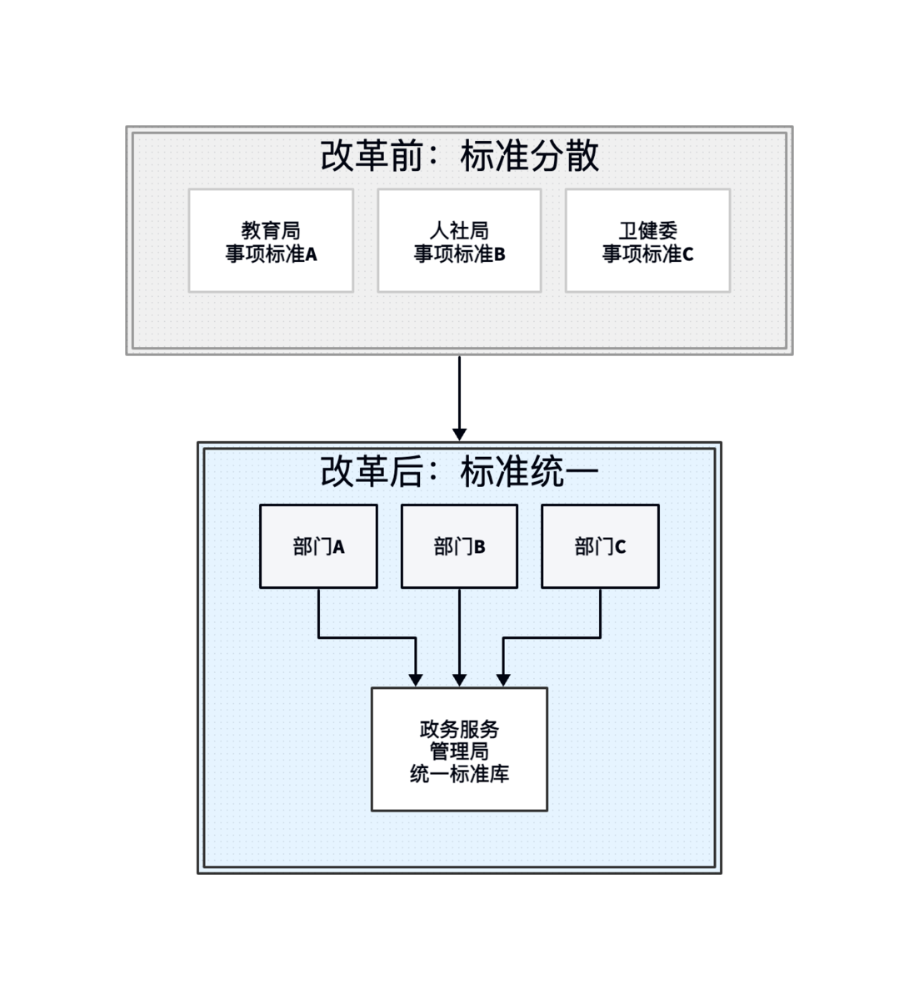 改革前：标准分散
教育局
事项标准A
人社局
事项标准B
卫健委
事项标准C
改革后：标准统一
部门A
部门B
部门C
政务服务
管理局
统一标准库